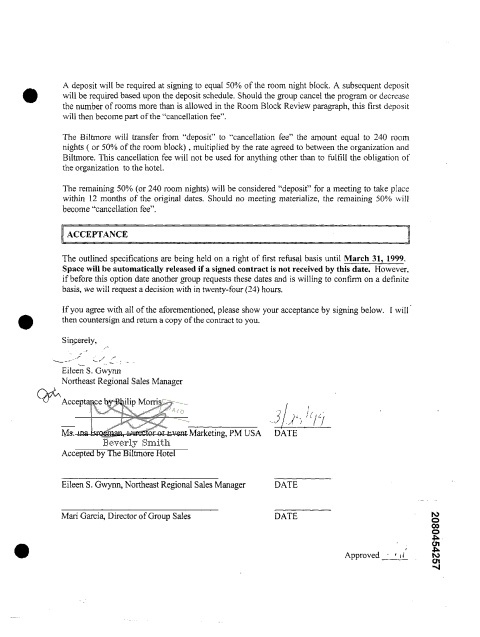 A deposit will be required at signing to equal 50% of the room night block. A subsequent deposit
will be required based upon the deposit schedule. Should the group cancel the program or decrease
the number of rooms more than is allowed in the Room Block Review paragraph, this first deposit
will then become part of the "cancellation fee".
The Biltmore will transfer from "deposit" to "cancellation fee" the amount equal to 240 room
nights ( or 50% of the room block) , multiplied by the rate agreed to between the organization and
Biltmore. This cancellation fee will not be used for anything other than to fulfill the obligation of
the organization to the hotel.
The remaining 50% (or 240 room nights) will be considered "deposit" for a meeting to take place
within 12 months of the original dates. Should no meeting materialize, the remaining 50% will
become "cancellation fee".
ACCEPTANCE
The outlined specifications are being held on a right of first refusal basis until March 31, 1999.
Space will be automatically released if a signed contract is not received by this date. However,
if before this option date another group requests these dates and is willing to confirm on a definite
basis, we will request a decision with in twenty-four (24) hours.
If you agree with all of the aforementioned, please show your acceptance by signing below. I will
then countersign and return a copy of the contract to you.
Sincerely,
Eileen S. Gwynn
Northeast Regional Sales Manager
Acceptance by Philip Morris
Ms. Ina Brogman, Director of Event Marketing, PM USA DATE
Beverly Smith
Accepted by The Biltmore Hotel
Eileen S. Gwynn, Northeast Regional Sales Manager DATE
Mari Garcia, Director of Group Sales DATE
Approved
2080454257